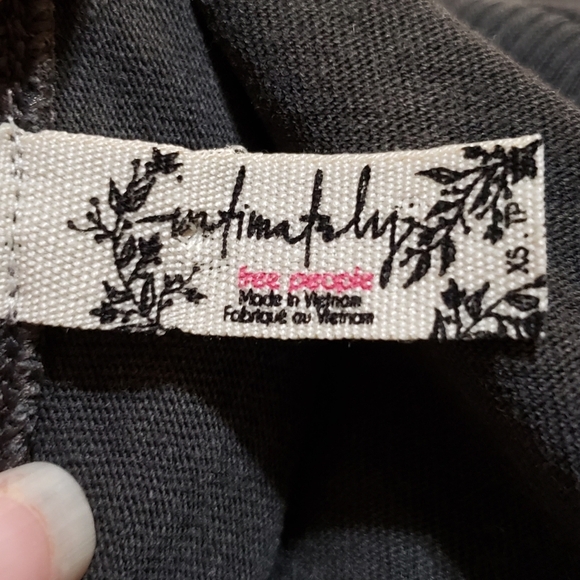 intimately
free people
Made in Vietnam
Fabriqué au Vietnam
XS . TP